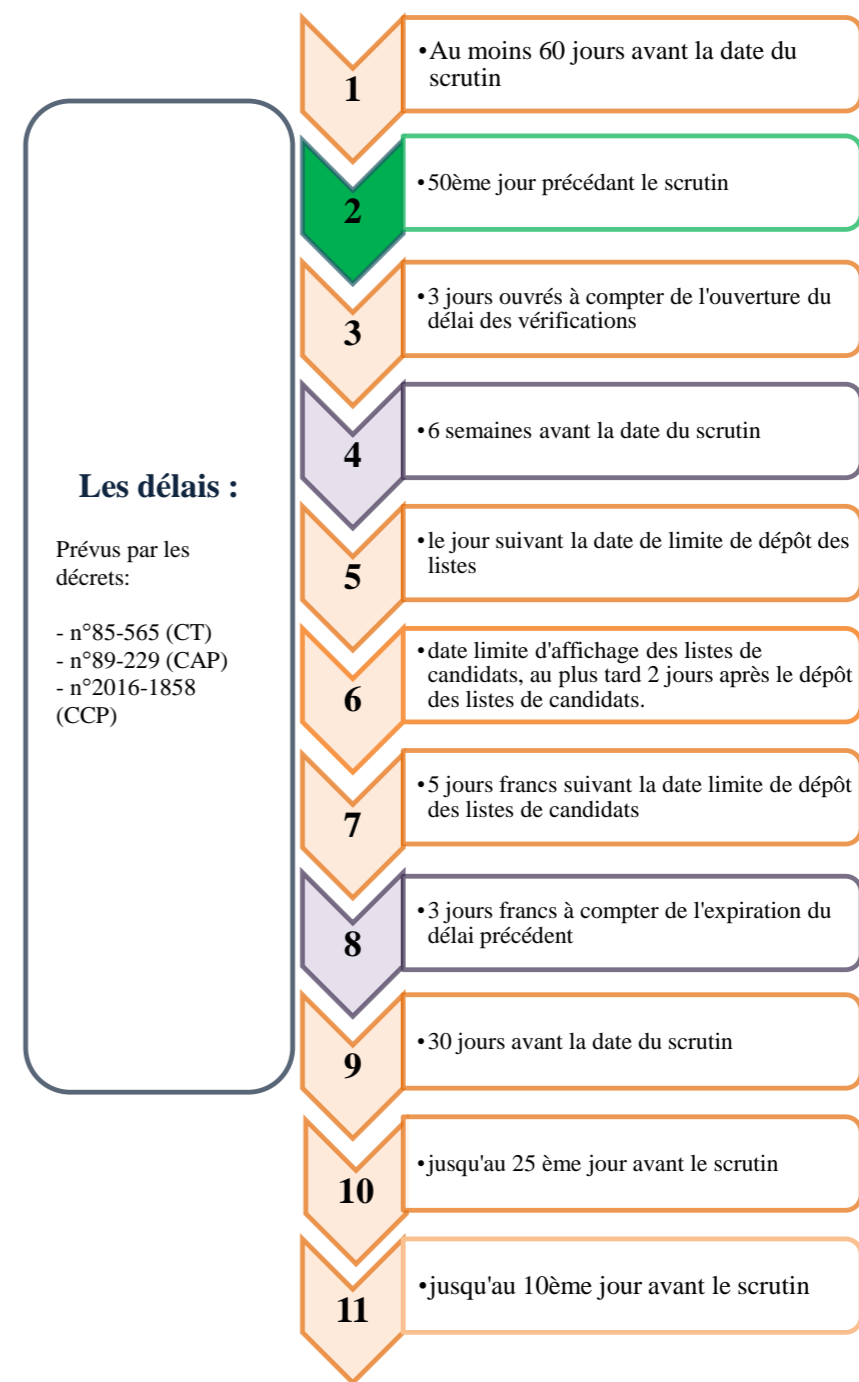 Les délais :
Prévus par les
décrets:
- n°85-565 (CT)
- n°89-229 (CAP)
- n°2016-1858
(CCP)
1
•Au moins 60 jours avant la date du
scrutin
2
•50ème jour précédant le scrutin
3
•3 jours ouvrés à compter de l'ouverture du
délai des vérifications
4
•6 semaines avant la date du scrutin
5
•le jour suivant la date de limite de dépôt des
listes
6
•date limite d'affichage des listes de
candidats, au plus tard 2 jours après le dépôt
des listes de candidats.
7
•5 jours francs suivant la date limite de dépôt
des listes de candidats
8
•3 jours francs à compter de l'expiration du
délai précédent
9
•30 jours avant la date du scrutin
10
•jusqu'au 25 ème jour avant le scrutin
11
•jusqu'au 10ème jour avant le scrutin